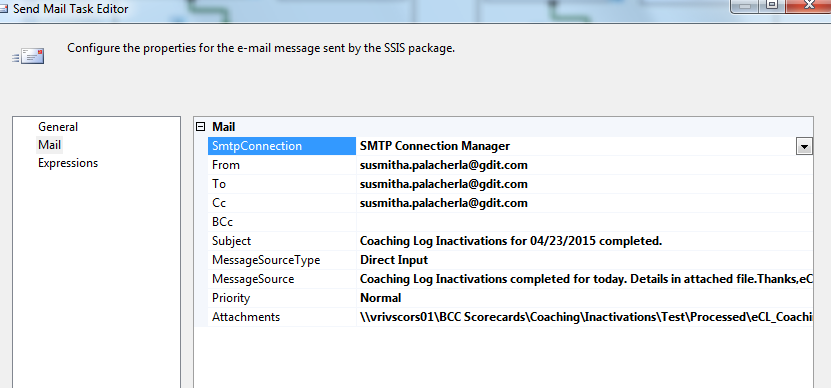 Send Mail Task Editor
Configure the properties for the e-mail message sent by the SSIS package.
General
Mail
Expressions
Mail
SmtpConnection SMTP Connection Manager
From susmitha.palacherla@gdit.com
To susmitha.palacherla@gdit.com
Cc susmitha.palacherla@gdit.com
BCc
Subject Coaching Log Inactivations for 04/23/2015 completed.
MessageSourceType Direct Input
MessageSource Coaching Log Inactivations completed for today. Details in attached file.Thanks,eC
Priority Normal
Attachments \\vrivscors01\BCC Scorecards\Coaching\Inactivations\Test\Processed\eCL_Coachi